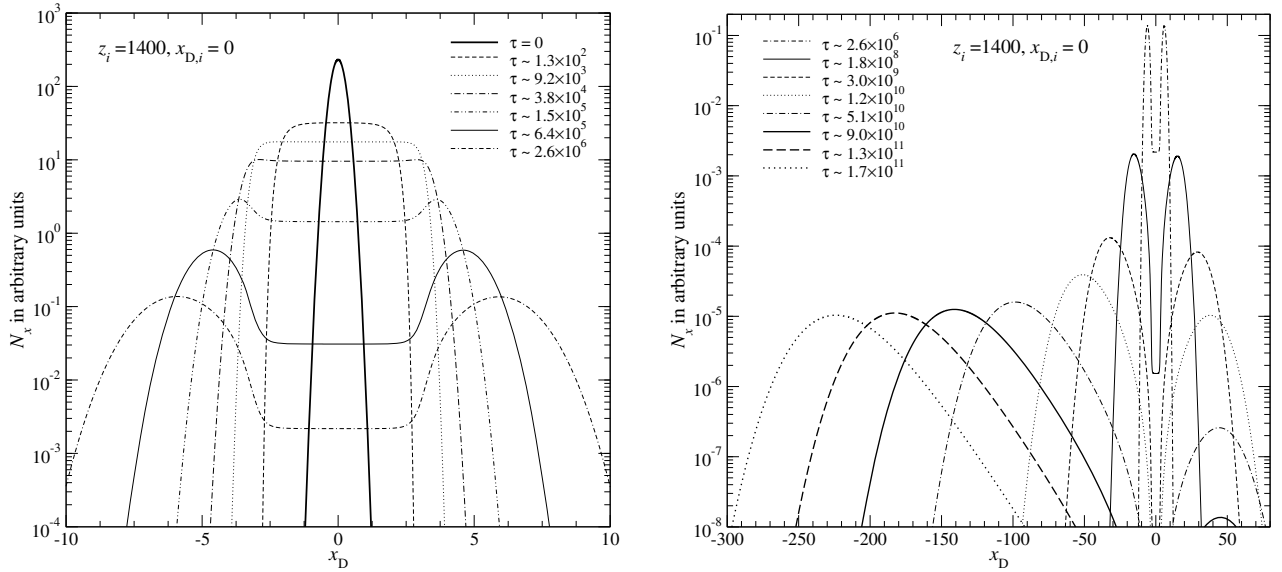 z_i =1400, x_D,i = 0
τ = 0
τ ~ 1.3×10^2
τ ~ 9.2×10^3
τ ~ 3.8×10^4
τ ~ 1.5×10^5
τ ~ 6.4×10^5
τ ~ 2.6×10^6
N_x in arbitrary units
10^3
10^2
10^1
10^0
10^-1
10^-2
10^-3
10^-4
-10 -5 0 5 10
x_D
z_i =1400, x_D,i = 0
τ ~ 2.6×10^6
τ ~ 1.8×10^8
τ ~ 3.0×10^9
τ ~ 1.2×10^10
τ ~ 5.1×10^10
τ ~ 9.0×10^10
τ ~ 1.3×10^11
τ ~ 1.7×10^11
N_x in arbitrary units
10^-1
10^-2
10^-3
10^-4
10^-5
10^-6
10^-7
10^-8
-300 -250 -200 -150 -100 -50 0 50
x_D